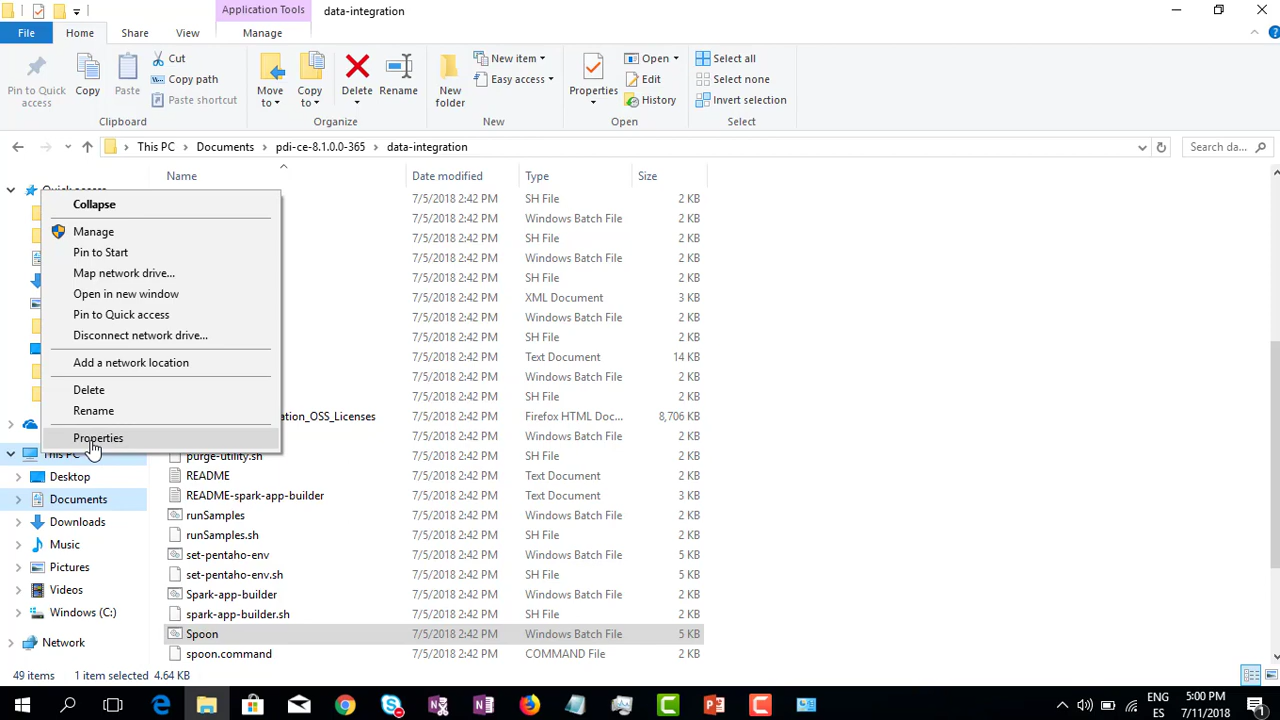 Application Tools
data-integration
File
Home
Share
View
Manage
Pin to Quick access
Copy
Paste
Cut
Copy path
Paste shortcut
Clipboard
Move to
Copy to
Delete
Rename
Organize
New folder
New item
Easy access
New
Properties
Open
Edit
History
Open
Select all
Select none
Invert selection
Select
This PC
Documents
pdi-ce-8.1.0.0-365
data-integration
Search da...
Name
Date modified
Type
Size
Quick access
Collapse
Manage
Pin to Start
Map network drive...
Open in new window
Pin to Quick access
Disconnect network drive...
Add a network location
Delete
Rename
Properties
This PC
Desktop
Documents
Downloads
Music
Pictures
Videos
Windows (C:)
Network
7/5/2018 2:42 PM SH File 2 KB
7/5/2018 2:42 PM Windows Batch File 2 KB
7/5/2018 2:42 PM SH File 2 KB
7/5/2018 2:42 PM Windows Batch File 2 KB
7/5/2018 2:42 PM SH File 2 KB
7/5/2018 2:42 PM XML Document 3 KB
7/5/2018 2:42 PM Windows Batch File 2 KB
7/5/2018 2:42 PM SH File 2 KB
7/5/2018 2:42 PM Text Document 14 KB
7/5/2018 2:42 PM Windows Batch File 2 KB
7/5/2018 2:42 PM SH File 2 KB
ation_OSS_Licenses 7/5/2018 2:42 PM Firefox HTML Doc... 8,706 KB
7/5/2018 2:42 PM Windows Batch File 2 KB
purge-utility.sh 7/5/2018 2:42 PM SH File 2 KB
README 7/5/2018 2:42 PM Text Document 2 KB
README-spark-app-builder 7/5/2018 2:42 PM Text Document 3 KB
runSamples 7/5/2018 2:42 PM Windows Batch File 2 KB
runSamples.sh 7/5/2018 2:42 PM SH File 2 KB
set-pentaho-env 7/5/2018 2:42 PM Windows Batch File 5 KB
set-pentaho-env.sh 7/5/2018 2:42 PM SH File 5 KB
Spark-app-builder 7/5/2018 2:42 PM Windows Batch File 2 KB
spark-app-builder.sh 7/5/2018 2:42 PM SH File 2 KB
Spoon 7/5/2018 2:42 PM Windows Batch File 5 KB
spoon.command 7/5/2018 2:42 PM COMMAND File 2 KB
49 items
1 item selected 4.64 KB
ENG
ES
5:00 PM
7/11/2018
1